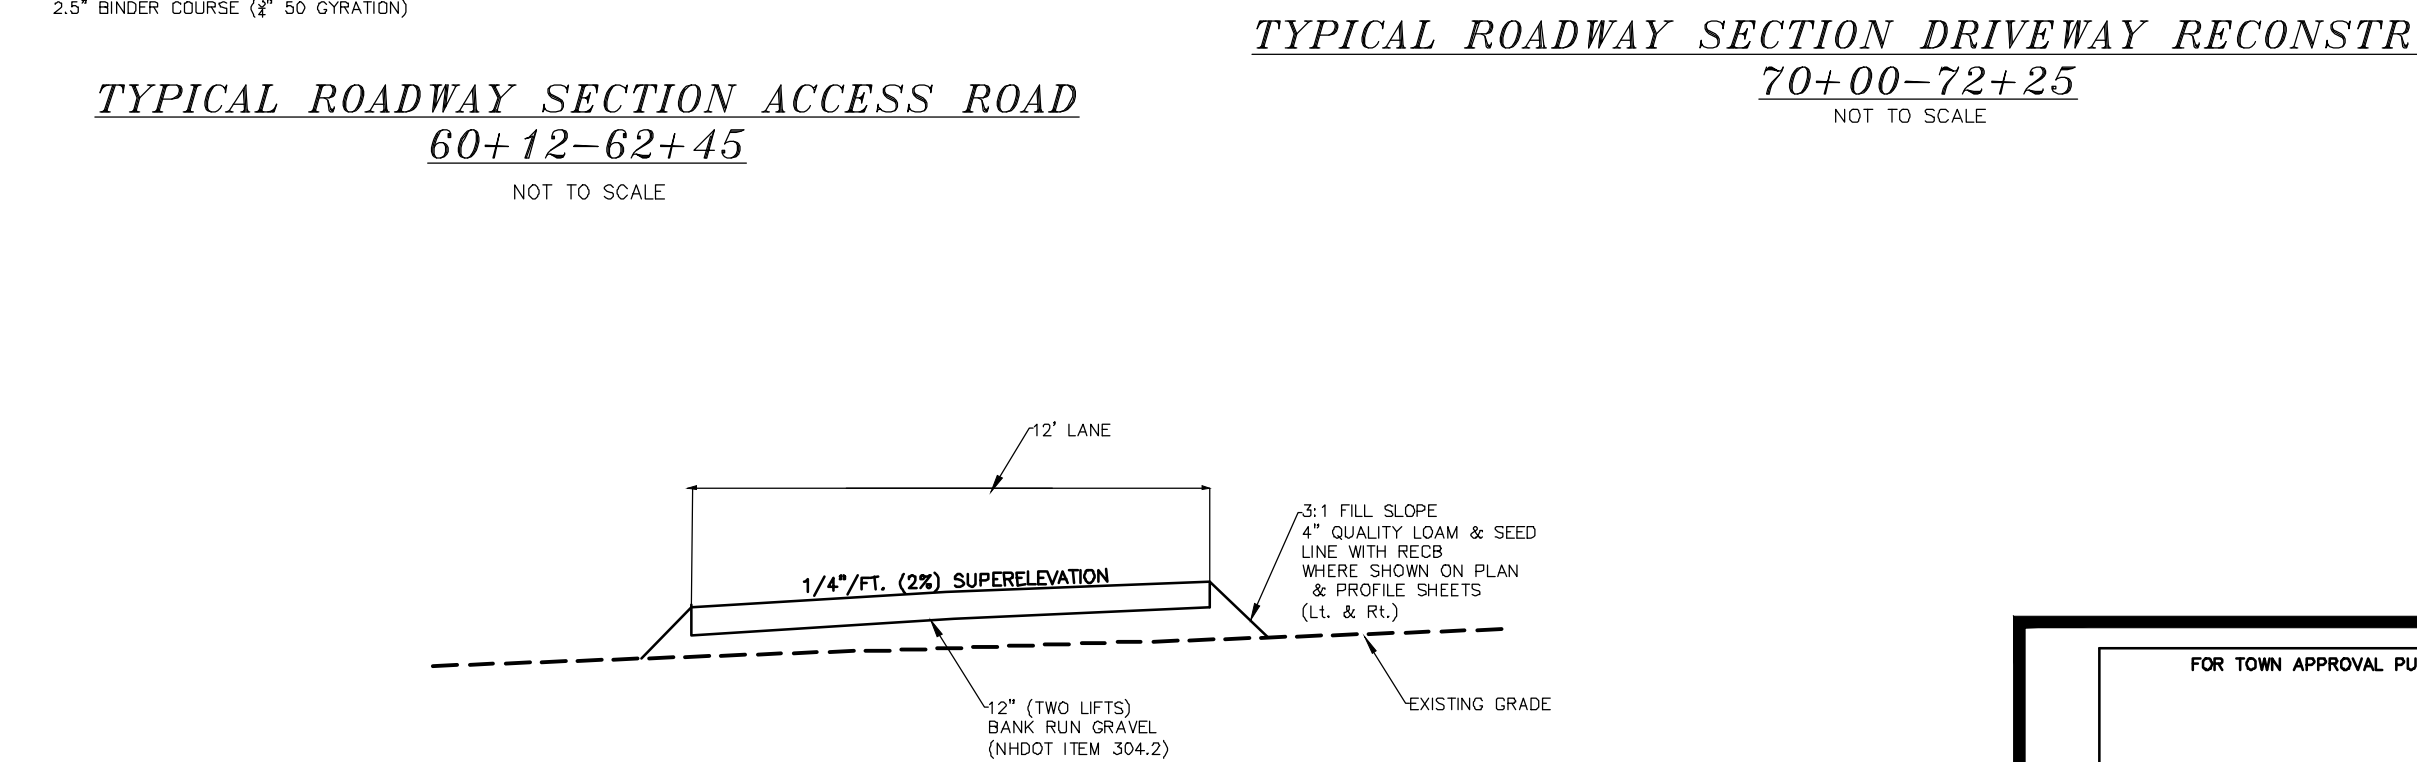 2.5" BINDER COURSE (¾" 50 GYRATION)
TYPICAL ROADWAY SECTION ACCESS ROAD
60+12-62+45
NOT TO SCALE
TYPICAL ROADWAY SECTION DRIVEWAY RECONSTR
70+00-72+25
NOT TO SCALE
12' LANE
1/4"/FT. (2%) SUPERELEVATION
3:1 FILL SLOPE
4" QUALITY LOAM & SEED
LINE WITH RECB
WHERE SHOWN ON PLAN
& PROFILE SHEETS
(Lt. & Rt.)
12" (TWO LIFTS)
BANK RUN GRAVEL
(NHDOT ITEM 304.2)
EXISTING GRADE
FOR TOWN APPROVAL PU